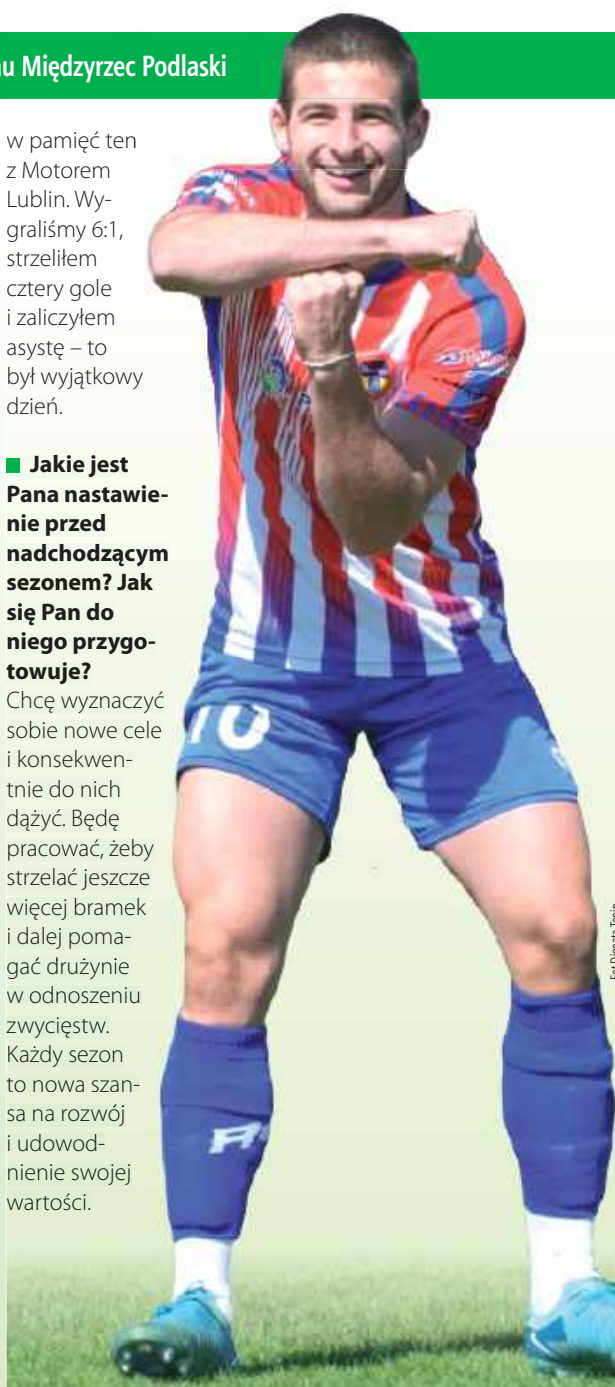 u Międzyrzec Podlaski
w pamięć ten
z Motorem
Lublin. Wy-
graliśmy 6:1,
strzeliłem
cztery gole
i zaliczyłem
asystę – to
był wyjątkowy
dzień.
Jakie jest
Pana nastawie-
nie przed
nadchodzącym
sezonem? Jak
się Pan do
niego przygo-
towuje?
Chcę wyznaczyć
sobie nowe cele
i konsekwen-
tnie do nich
dążyć. Będę
pracować, żeby
strzelać jeszcze
więcej bramek
i dalej poma-
gać drużynie
w odnoszeniu
zwycięstw.
Każdy sezon
to nowa szan-
sa na rozwój
i udowod-
nienie swojej
wartości.
10